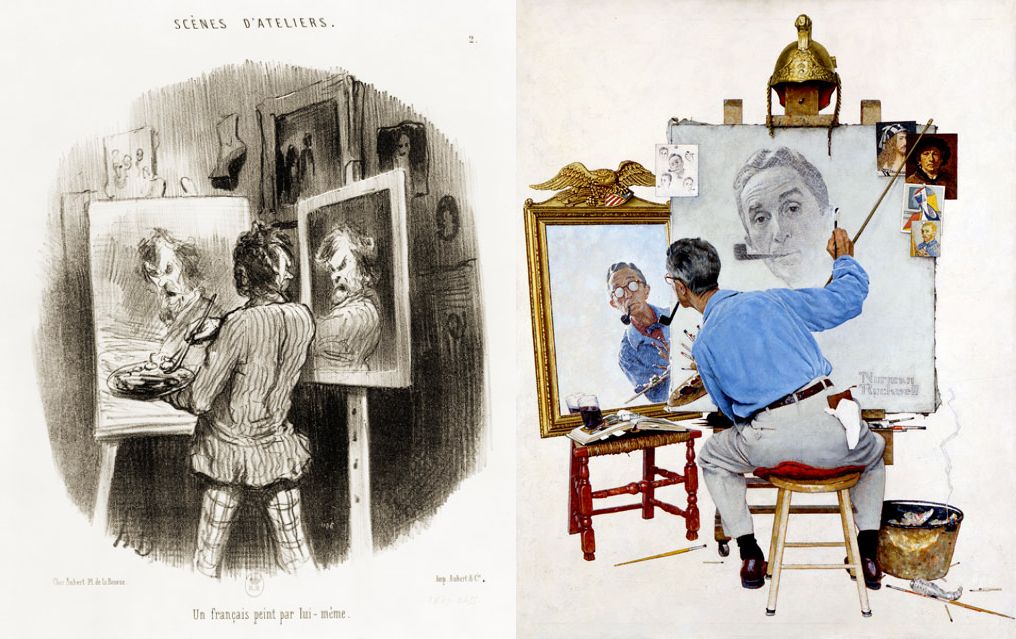 SCÈNES D'ATELIERS.
2.
Chez Aubert Pl. de la Bourse.
Imp. Aubert & Cie.
Un français peint par lui-même.
Norman
Rockwell